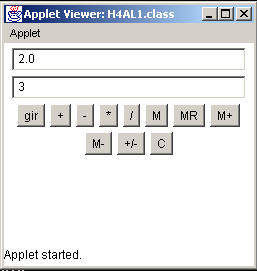 Applet Viewer: H4AL1.class
Applet
2.0
3
gir + - * / M MR M+
M- +/- C
Applet started.